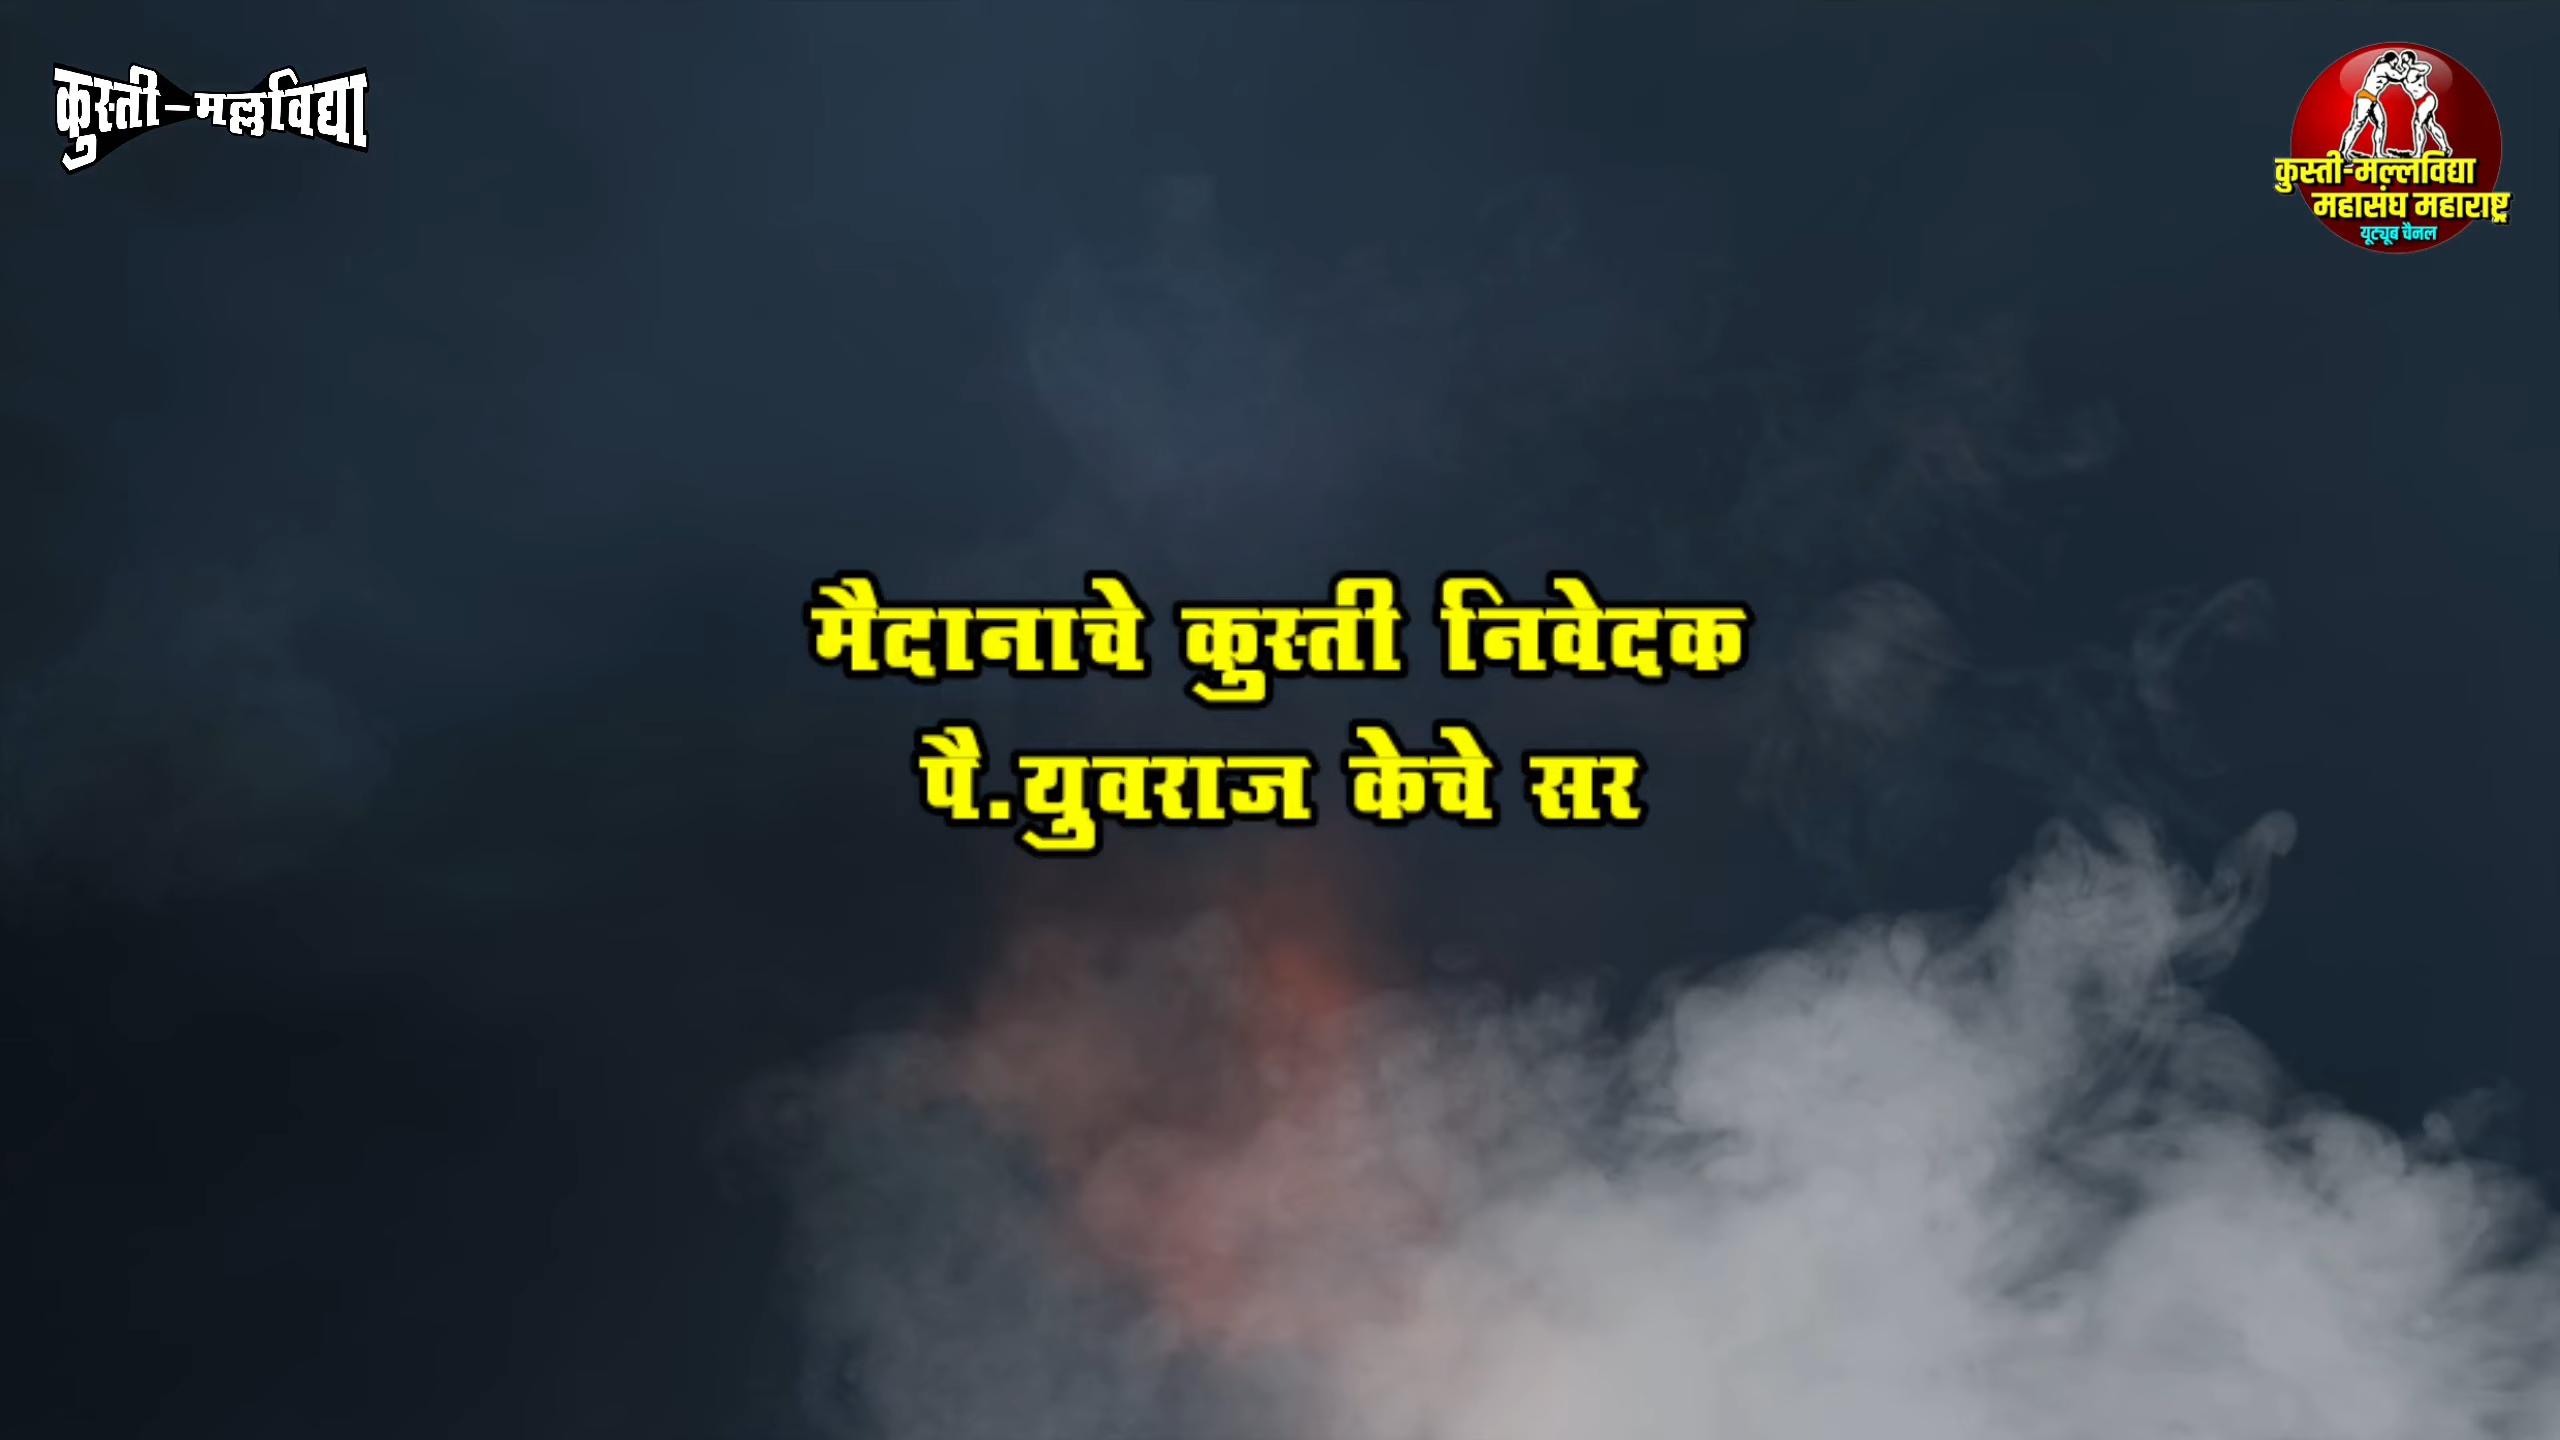 कुस्ती-मल्लविद्या
कुस्ती-मल्लविद्या
महासंघ महाराष्ट्र
यूट्यूब चैनल
मैदानाचे कुस्ती निवेदक
पै.युवराज केचे सर